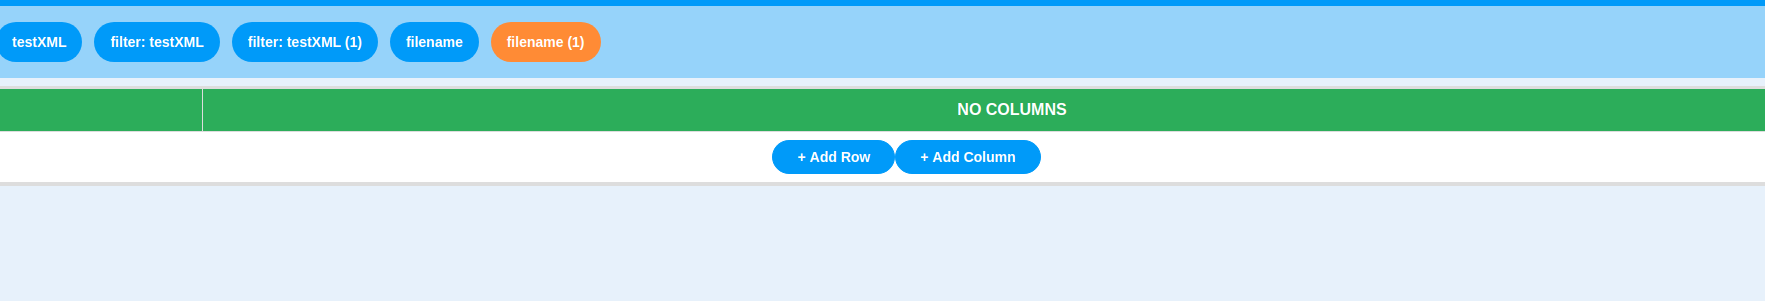 testXML filter: testXML filter: testXML (1) filename filename (1)
NO COLUMNS
+ Add Row + Add Column